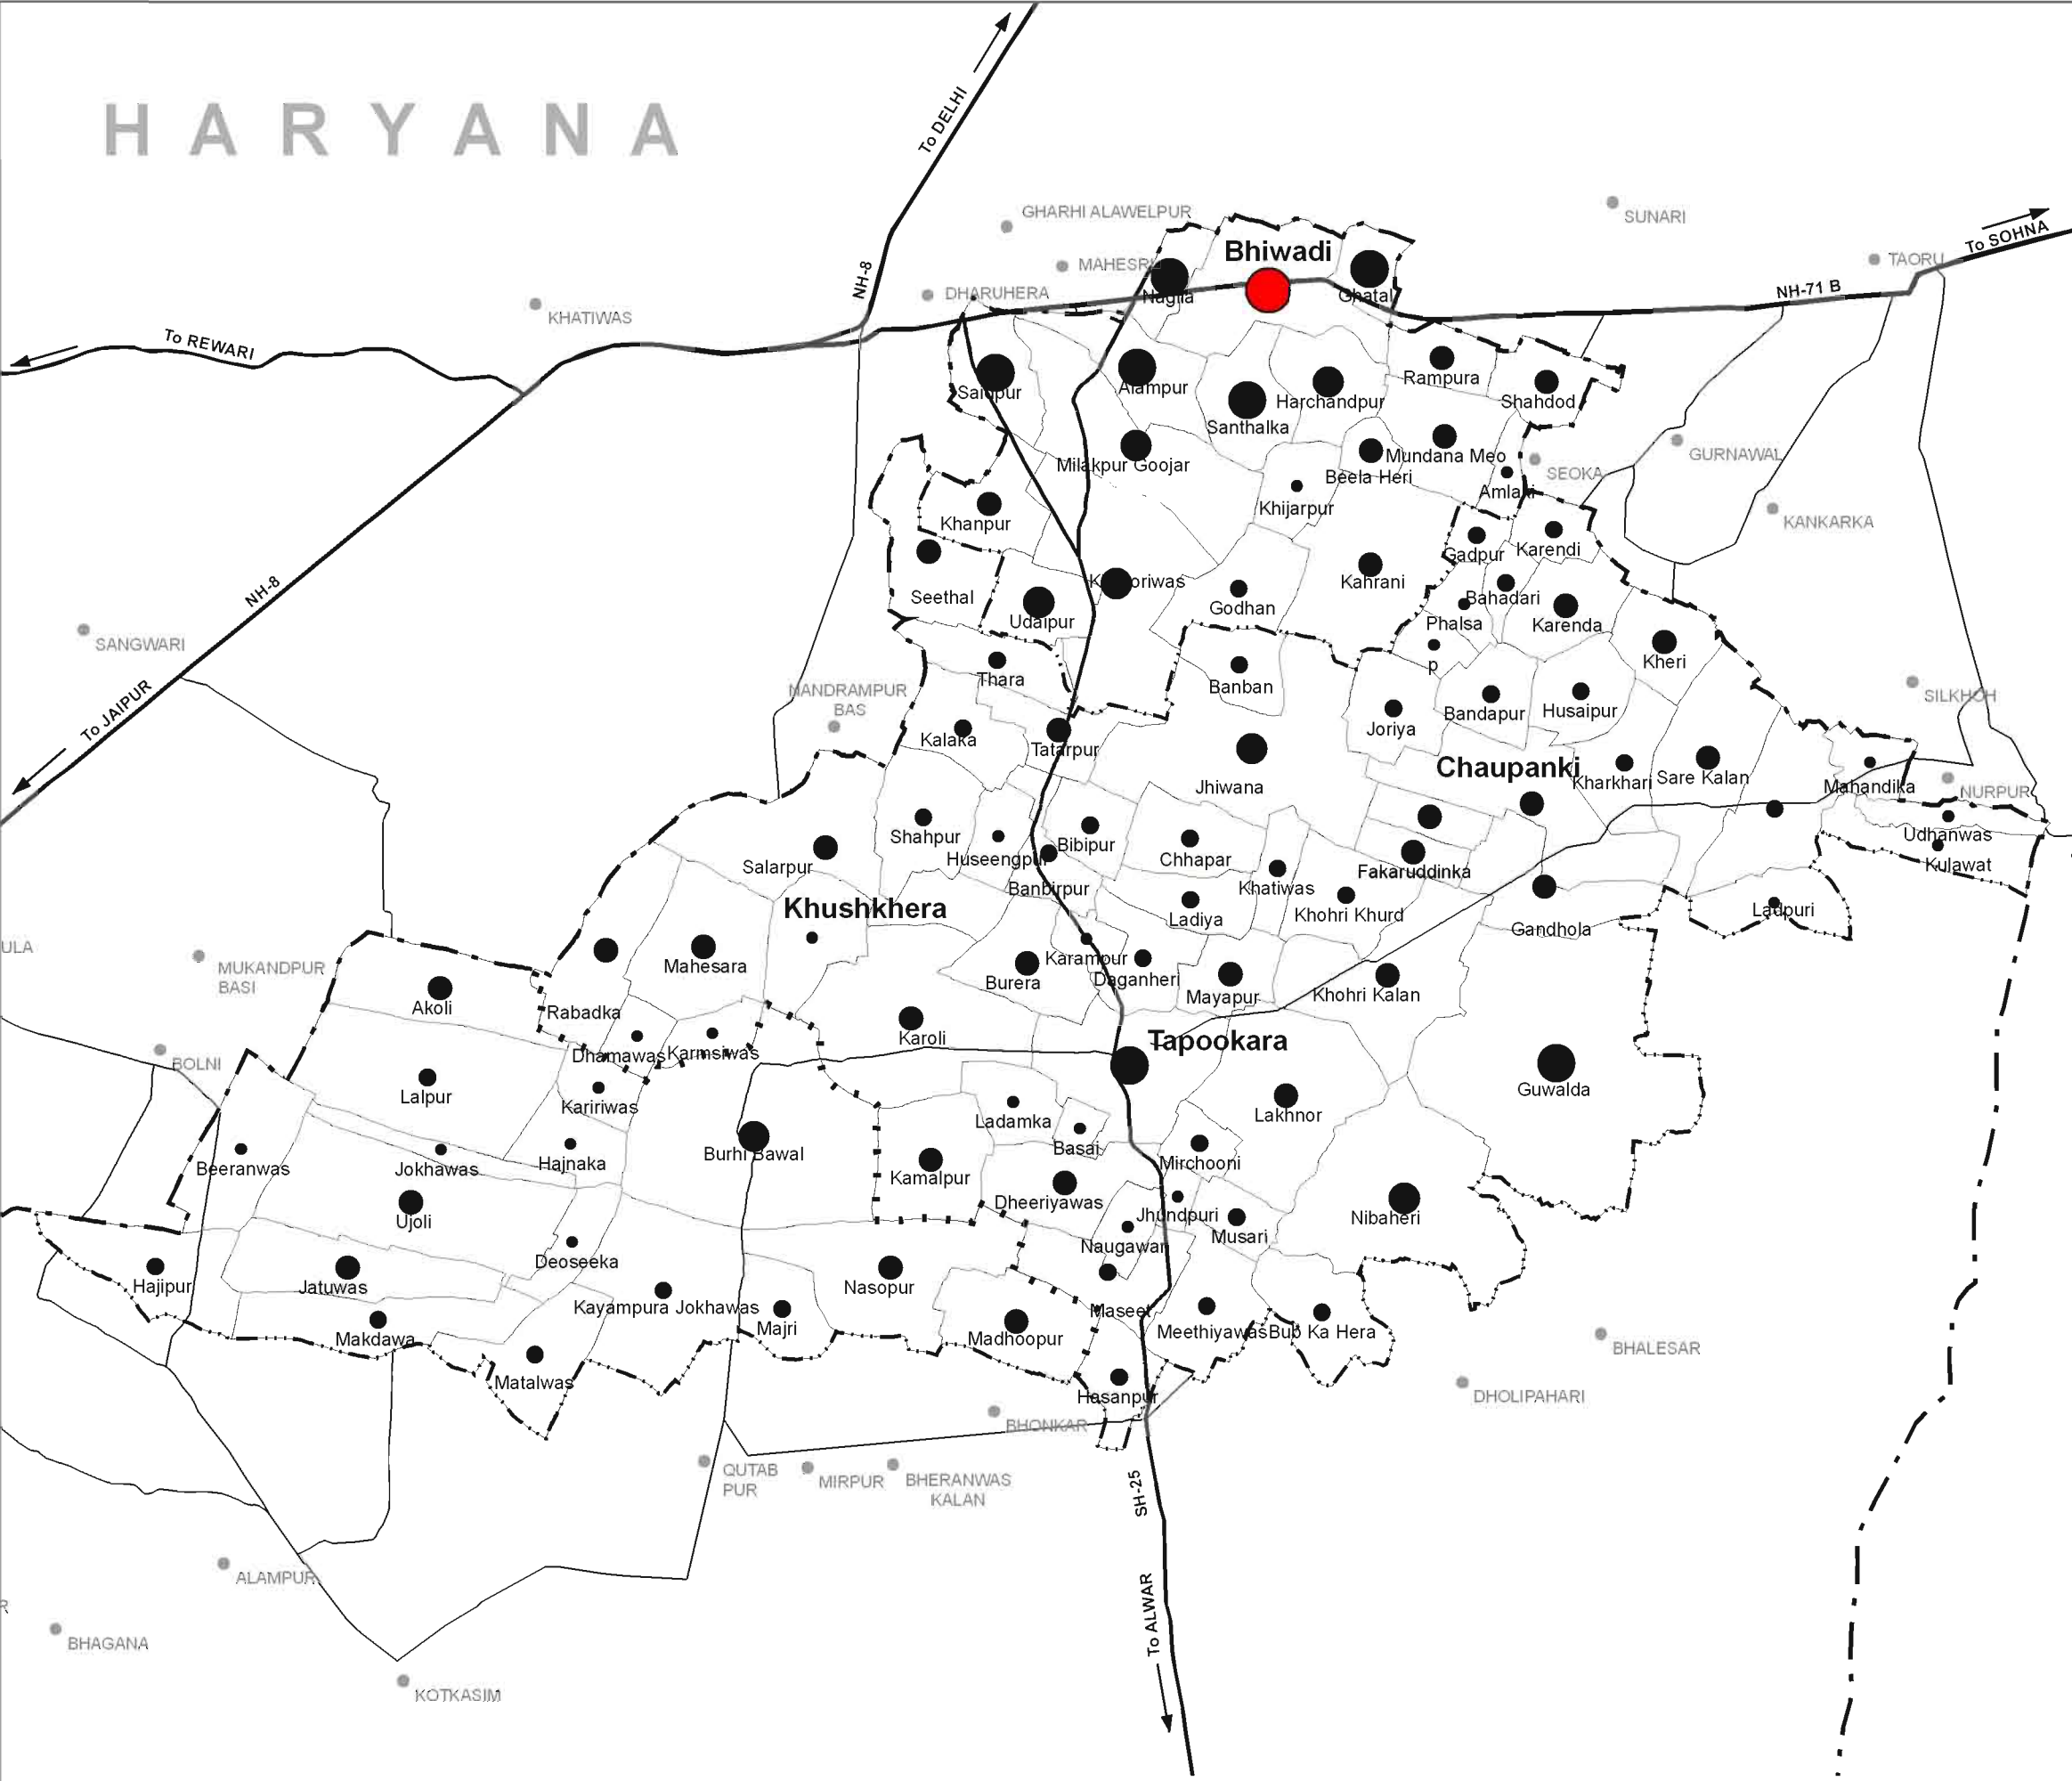 HARYANA
To DELHI
SUNARI
GHARHI ALAWELPUR
To SOHNA
Bhiwadi
TAORU
NH-8
MAHESRI
DHARUHERA
Nagla
Ghatal
NH-71 B
KHATIWAS
To REWARI
Saidpur
Alampur
Rampura
Santhalka
Harchandpur
Shahdod
Milakpur Goojar
Beela Heri
Mundana Meo
SEOKA
GURNAWAL
Amlaki
Khijarpur
Khanpur
KANKARKA
Gadpur
Karendi
NH-8
Seethal
Kahrani
Godhan
Bahadari
Udaipur
Phalsa
Karenda
SANGWARI
Kheri
p
Thara
Banban
SILKHOH
To JAIPUR
NANDRAMPUR
BAS
Joriya
Bandapur
Husaipur
Kalaka
Tatarpur
Chaupanki
Kharkhari
Sare Kalan
Jhiwana
Mahandika
NURPUR
Shahpur
Huseengpur
Bibipur
Udhanwas
Salarpur
Chhapar
Fakaruddinka
Kulawat
Banbirpur
Khatiwas
Khushkhera
Ladiya
Khohri Khurd
Ladpuri
Gandhola
ULA
MUKANDPUR
BASI
Mahesara
Karampur
Burera
Daganheri
Mayapur
Khohri Kalan
Akoli
Rabadka
Karoli
Tapookara
Dhamawas
Karmsiwas
BOLNI
Lalpur
Kaririwas
Ladamka
Lakhnor
Guwalda
Basai
Beeranwas
Jokhawas
Hajnaka
Burhi Bawal
Kamalpur
Mirchooni
Dheeriyawas
Ujoli
Jhundpuri
Nibaheri
Musari
Naugawan
Deoseeka
Hajipur
Jatuwas
Nasopur
Kayampura Jokhawas
Majri
Maseet
Makdawa
Madhoopur
Meethiyawas
Bub Ka Hera
BHALESAR
Matalwas
Hasanpur
DHOLIPAHARI
BHONKAR
QUTAB
PUR
MIRPUR
BHERANWAS
KALAN
SH-25
ALAMPUR
To ALWAR
R
BHAGANA
KOTKASIM